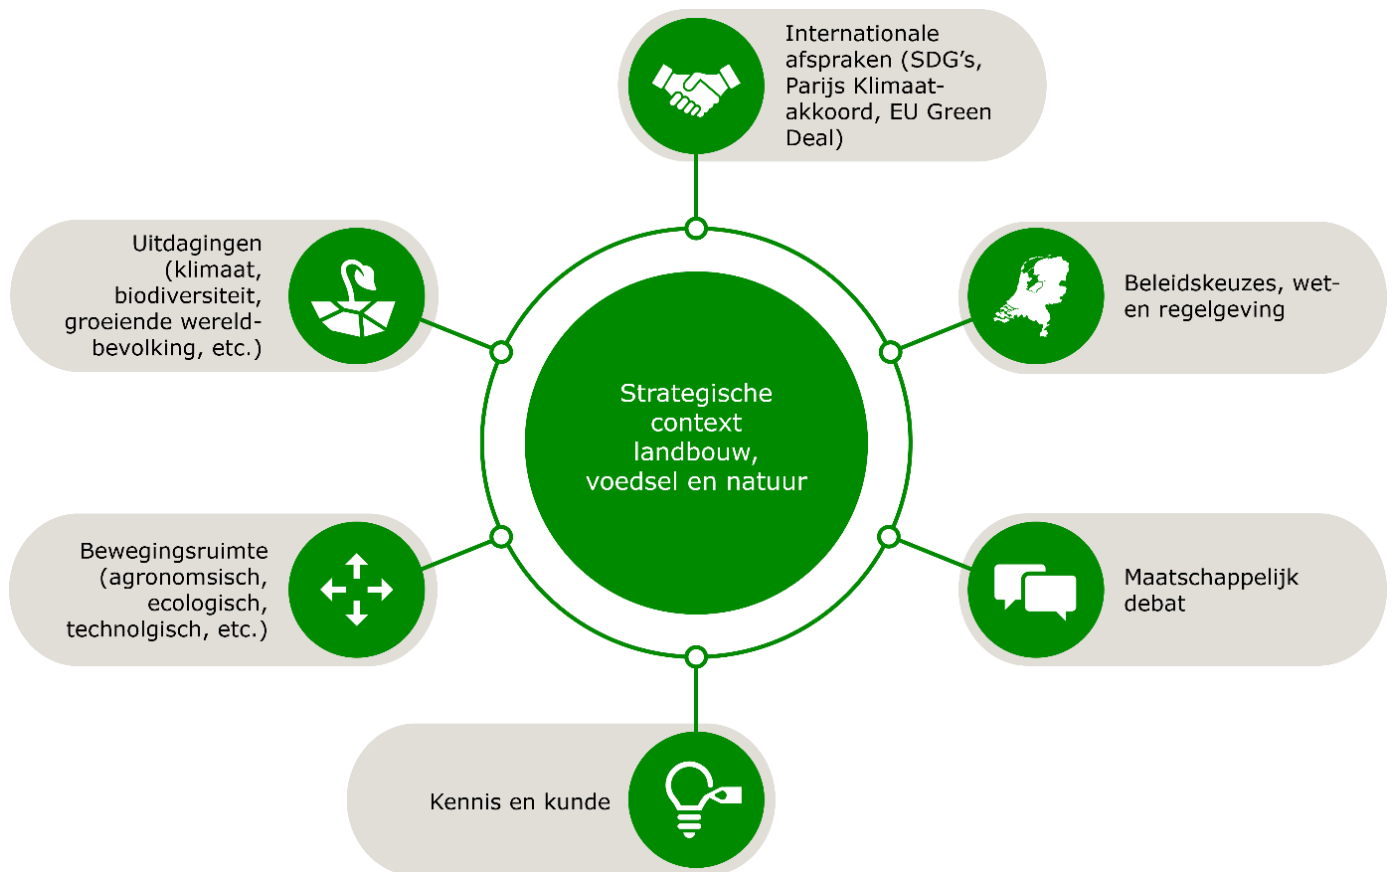 Internationale
afspraken (SDG’s,
Parijs Klimaat-
akkoord, EU Green
Deal)
Uitdagingen
(klimaat,
biodiversiteit,
groeiende wereld-
bevolking, etc.)
Beleidskeuzes, wet-
en regelgeving
Strategische
context
landbouw,
voedsel en natuur
Bewegingsruimte
(agronomsisch,
ecologisch,
technolgisch, etc.)
Maatschappelijk
debat
Kennis en kunde